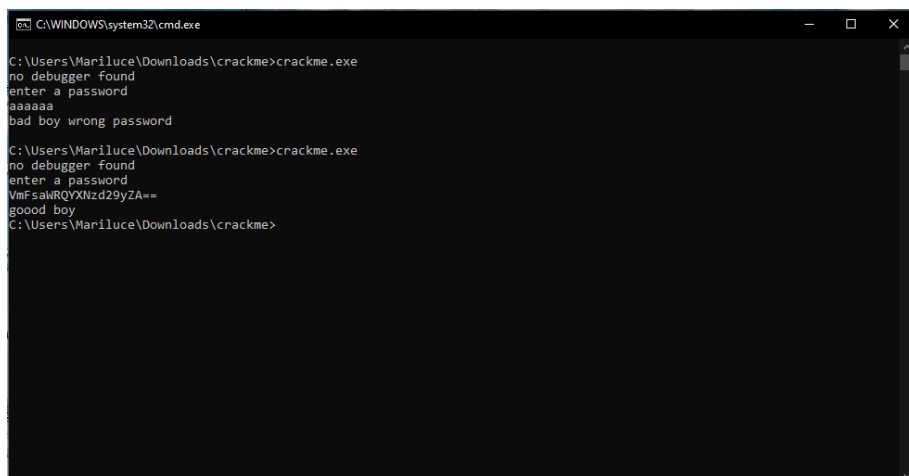 C:\WINDOWS\system32\cmd.exe
C:\Users\Mariluce\Downloads\crackme>crackme.exe
no debugger found
enter a password
aaaaaa
bad boy wrong password
C:\Users\Mariluce\Downloads\crackme>crackme.exe
no debugger found
enter a password
VmFsaWRQYXNzd29yZA==
goood boy
C:\Users\Mariluce\Downloads\crackme>